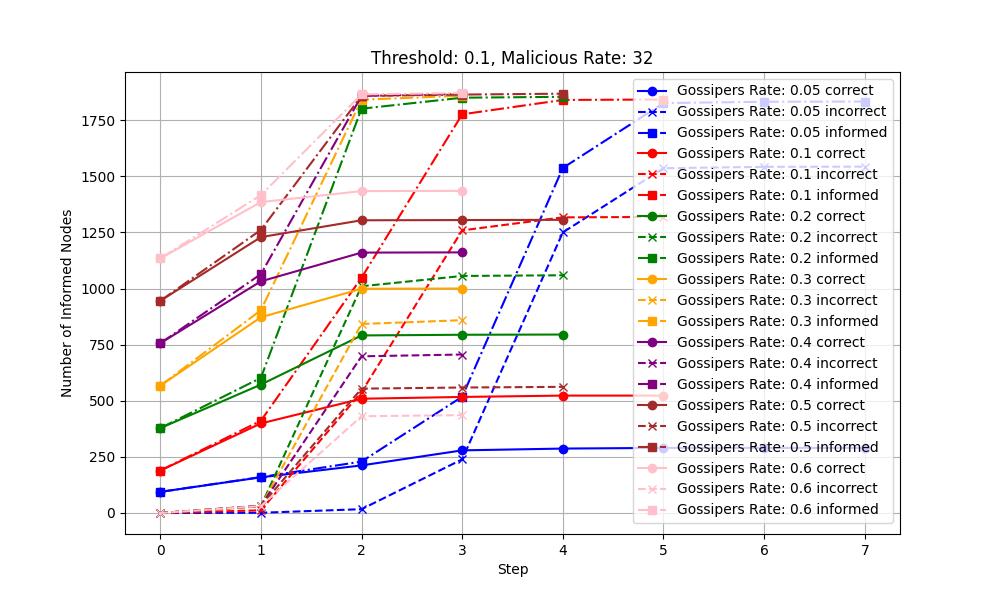 Threshold: 0.1, Malicious Rate: 32
Number of Informed Nodes
1750
1500
1250
1000
750
500
250
0
0 1 2 3 4 5 6 7
Step
Gossipers Rate: 0.05 correct
Gossipers Rate: 0.05 incorrect
Gossipers Rate: 0.05 informed
Gossipers Rate: 0.1 correct
Gossipers Rate: 0.1 incorrect
Gossipers Rate: 0.1 informed
Gossipers Rate: 0.2 correct
Gossipers Rate: 0.2 incorrect
Gossipers Rate: 0.2 informed
Gossipers Rate: 0.3 correct
Gossipers Rate: 0.3 incorrect
Gossipers Rate: 0.3 informed
Gossipers Rate: 0.4 correct
Gossipers Rate: 0.4 incorrect
Gossipers Rate: 0.4 informed
Gossipers Rate: 0.5 correct
Gossipers Rate: 0.5 incorrect
Gossipers Rate: 0.5 informed
Gossipers Rate: 0.6 correct
Gossipers Rate: 0.6 incorrect
Gossipers Rate: 0.6 informed